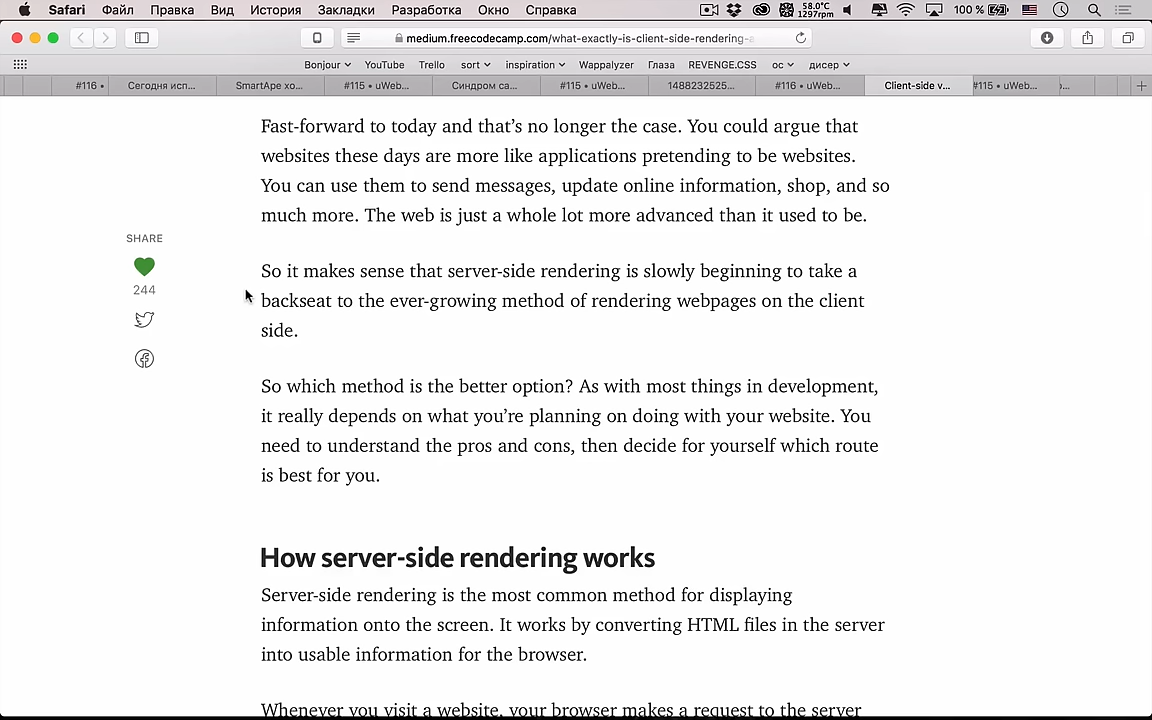 Safari Файл Правка Вид История Закладки Разработка Окно Справка 58.0°C 1297rpm 100 %
medium.freecodecamp.com/what-exactly-is-client-side-rendering-
Bonjour YouTube Trello sort inspiration Wappalyzer Глаза REVENGE.CSS ос дисер
#116 • Сегодня исп... SmartApe хо... #115 • uWeb... Синдром са... #115 • uWeb... 1488232525... #116 • uWeb... Client-side v... #115 • uWeb...
Fast-forward to today and that’s no longer the case. You could argue that
websites these days are more like applications pretending to be websites.
You can use them to send messages, update online information, shop, and so
much more. The web is just a whole lot more advanced than it used to be.
SHARE
244
So it makes sense that server-side rendering is slowly beginning to take a
backseat to the ever-growing method of rendering webpages on the client
side.
So which method is the better option? As with most things in development,
it really depends on what you’re planning on doing with your website. You
need to understand the pros and cons, then decide for yourself which route
is best for you.
How server-side rendering works
Server-side rendering is the most common method for displaying
information onto the screen. It works by converting HTML files in the server
into usable information for the browser.
Whenever you visit a website, your browser makes a request to the server